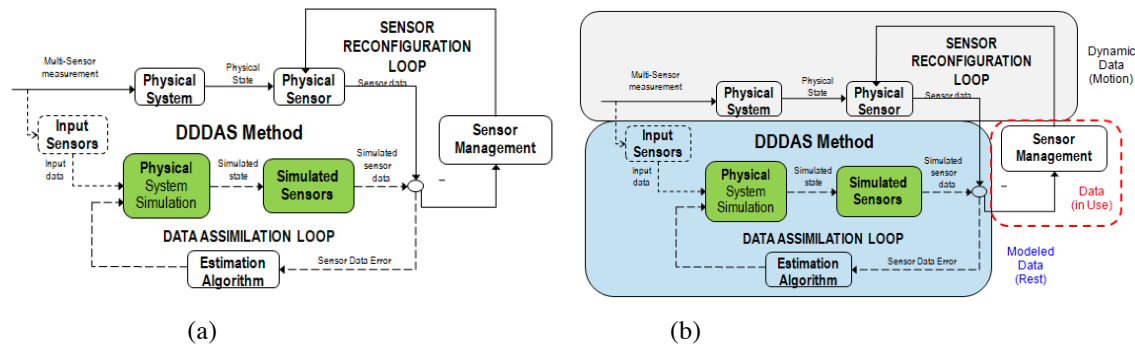 SENSOR
RECONFIGURATION
LOOP
Multi-Sensor
measurement
Physical
System
Physical
State
Physical
Sensor
Sensor data
Input
Sensors
Input data
DDDAS Method
Sensor
Management
Physical
System
Simulation
Simulated
state
Simulated
Sensors
Simulated
sensor data
–
DATA ASSIMILATION LOOP
Estimation
Algorithm
Sensor Data Error
(a)
SENSOR
RECONFIGURATION
LOOP
Dynamic
Data
(Motion)
Multi-Sensor
measurement
Physical
System
Physical
State
Physical
Sensor
Sensor data
Input
Sensors
Input data
DDDAS Method
Sensor
Management
Physical
System
Simulation
Simulated state
Simulated
Sensors
Simulated
sensor
data
–
Data
(in Use)
DATA ASSIMILATION LOOP
Estimation
Algorithm
Sensor Data Error
Modeled
Data
(Rest)
(b)